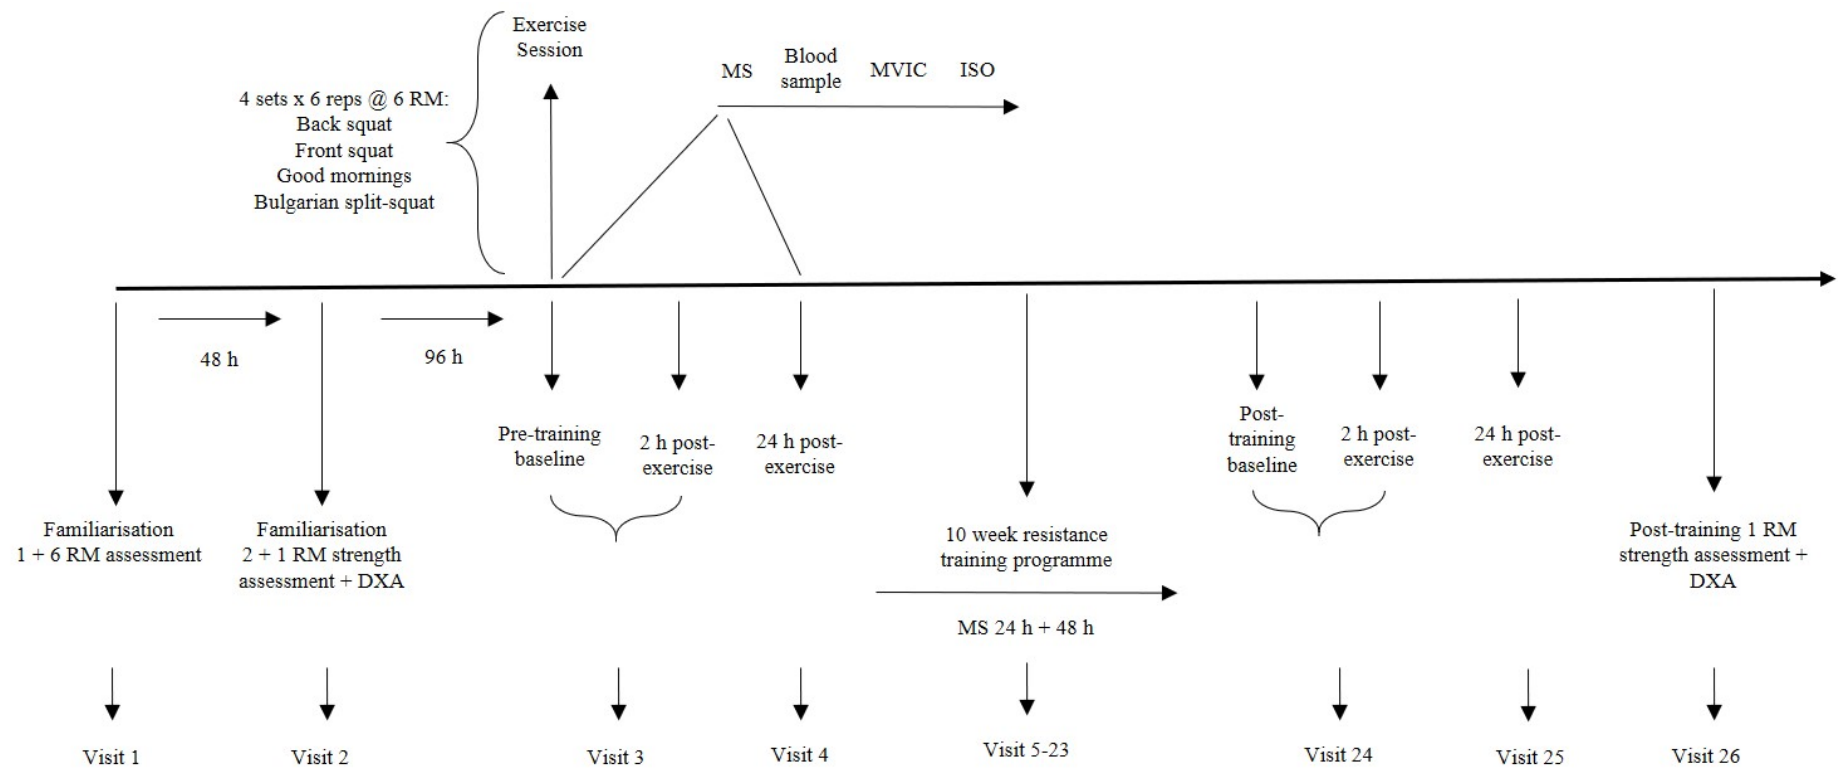 Exercise
Session
MS
Blood
sample
MVIC
ISO
4 sets x 6 reps @ 6 RM:
Back squat
Front squat
Good mornings
Bulgarian split-squat
48 h
96 h
Pre-training
baseline
2 h post-
exercise
24 h post-
exercise
Post-
training
baseline
2 h post-
exercise
24 h post-
exercise
Familiarisation
1 + 6 RM assessment
Familiarisation
2 + 1 RM strength
assessment + DXA
10 week resistance
training programme
MS 24 h + 48 h
Post-training 1 RM
strength assessment +
DXA
Visit 1
Visit 2
Visit 3
Visit 4
Visit 5-23
Visit 24
Visit 25
Visit 26